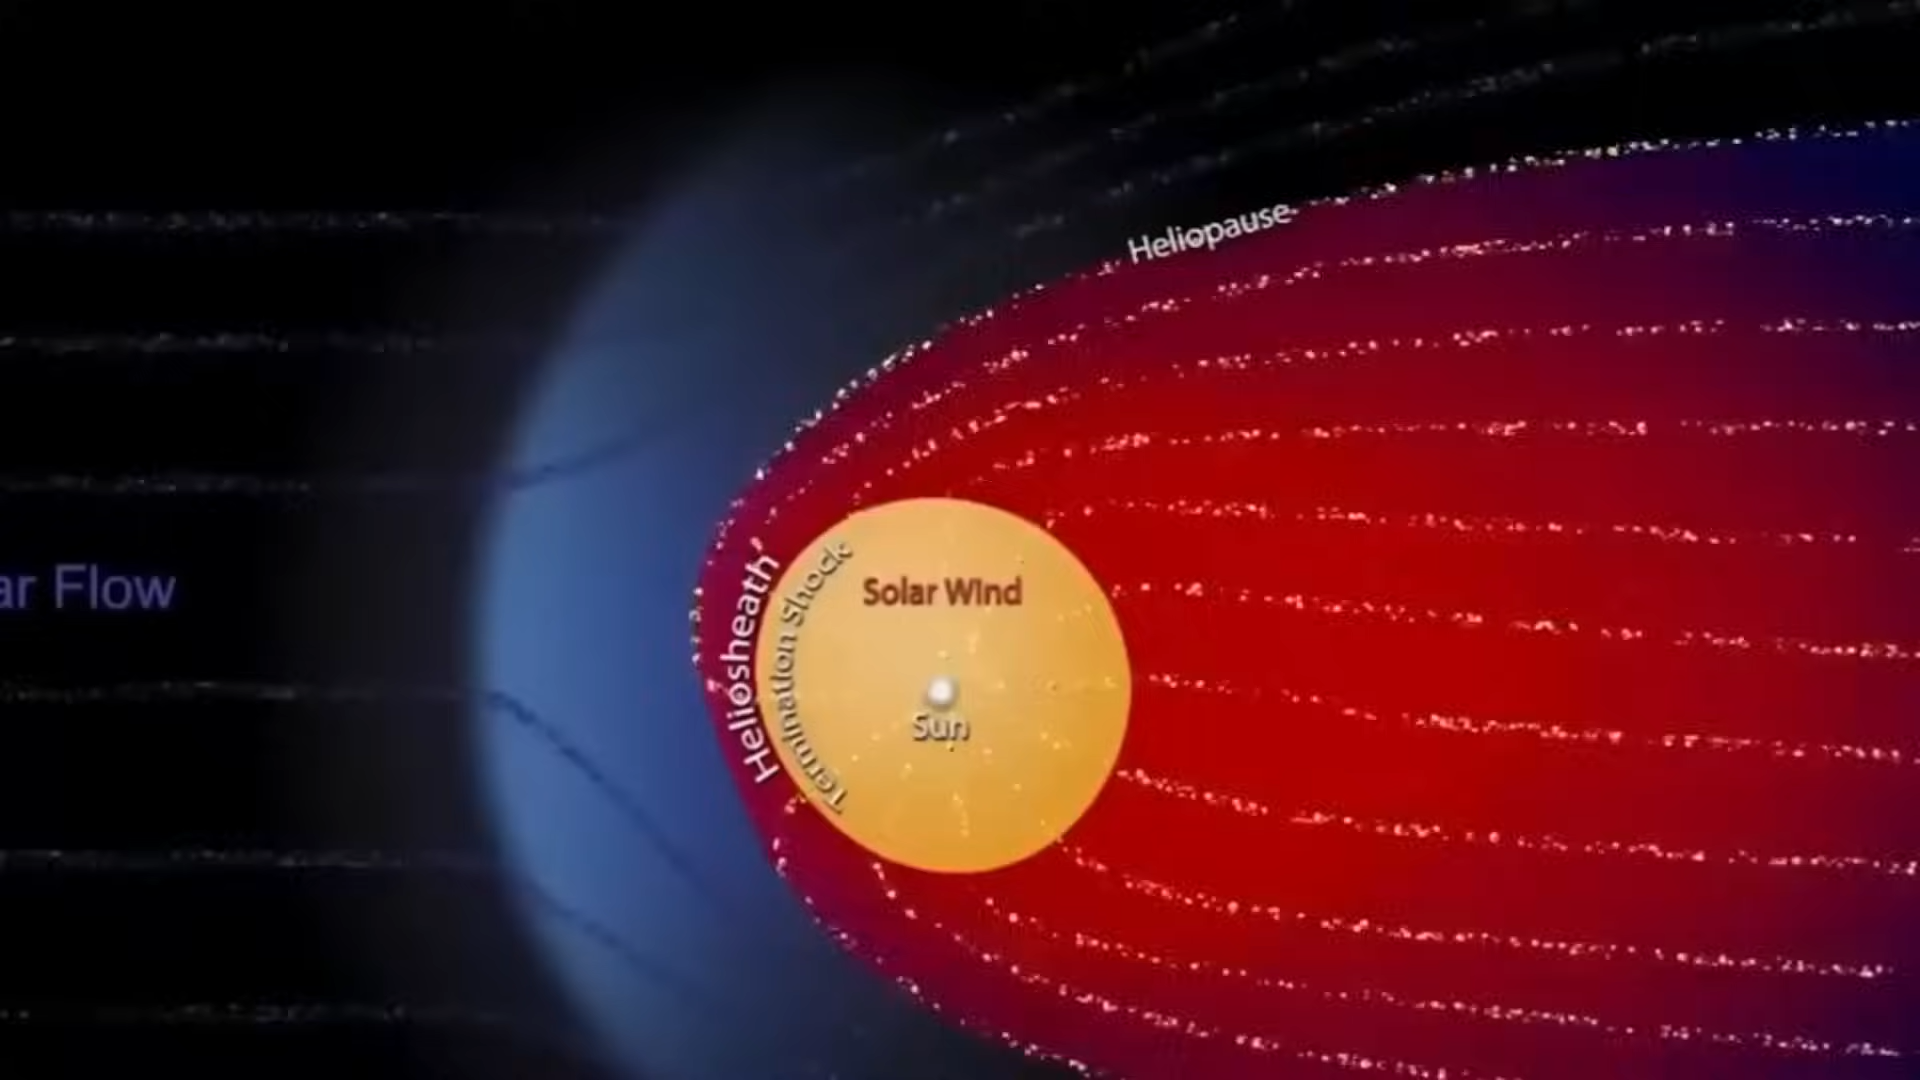 Heliopause
ar Flow
Heliosheath
Termination Shock
Solar Wind
Sun